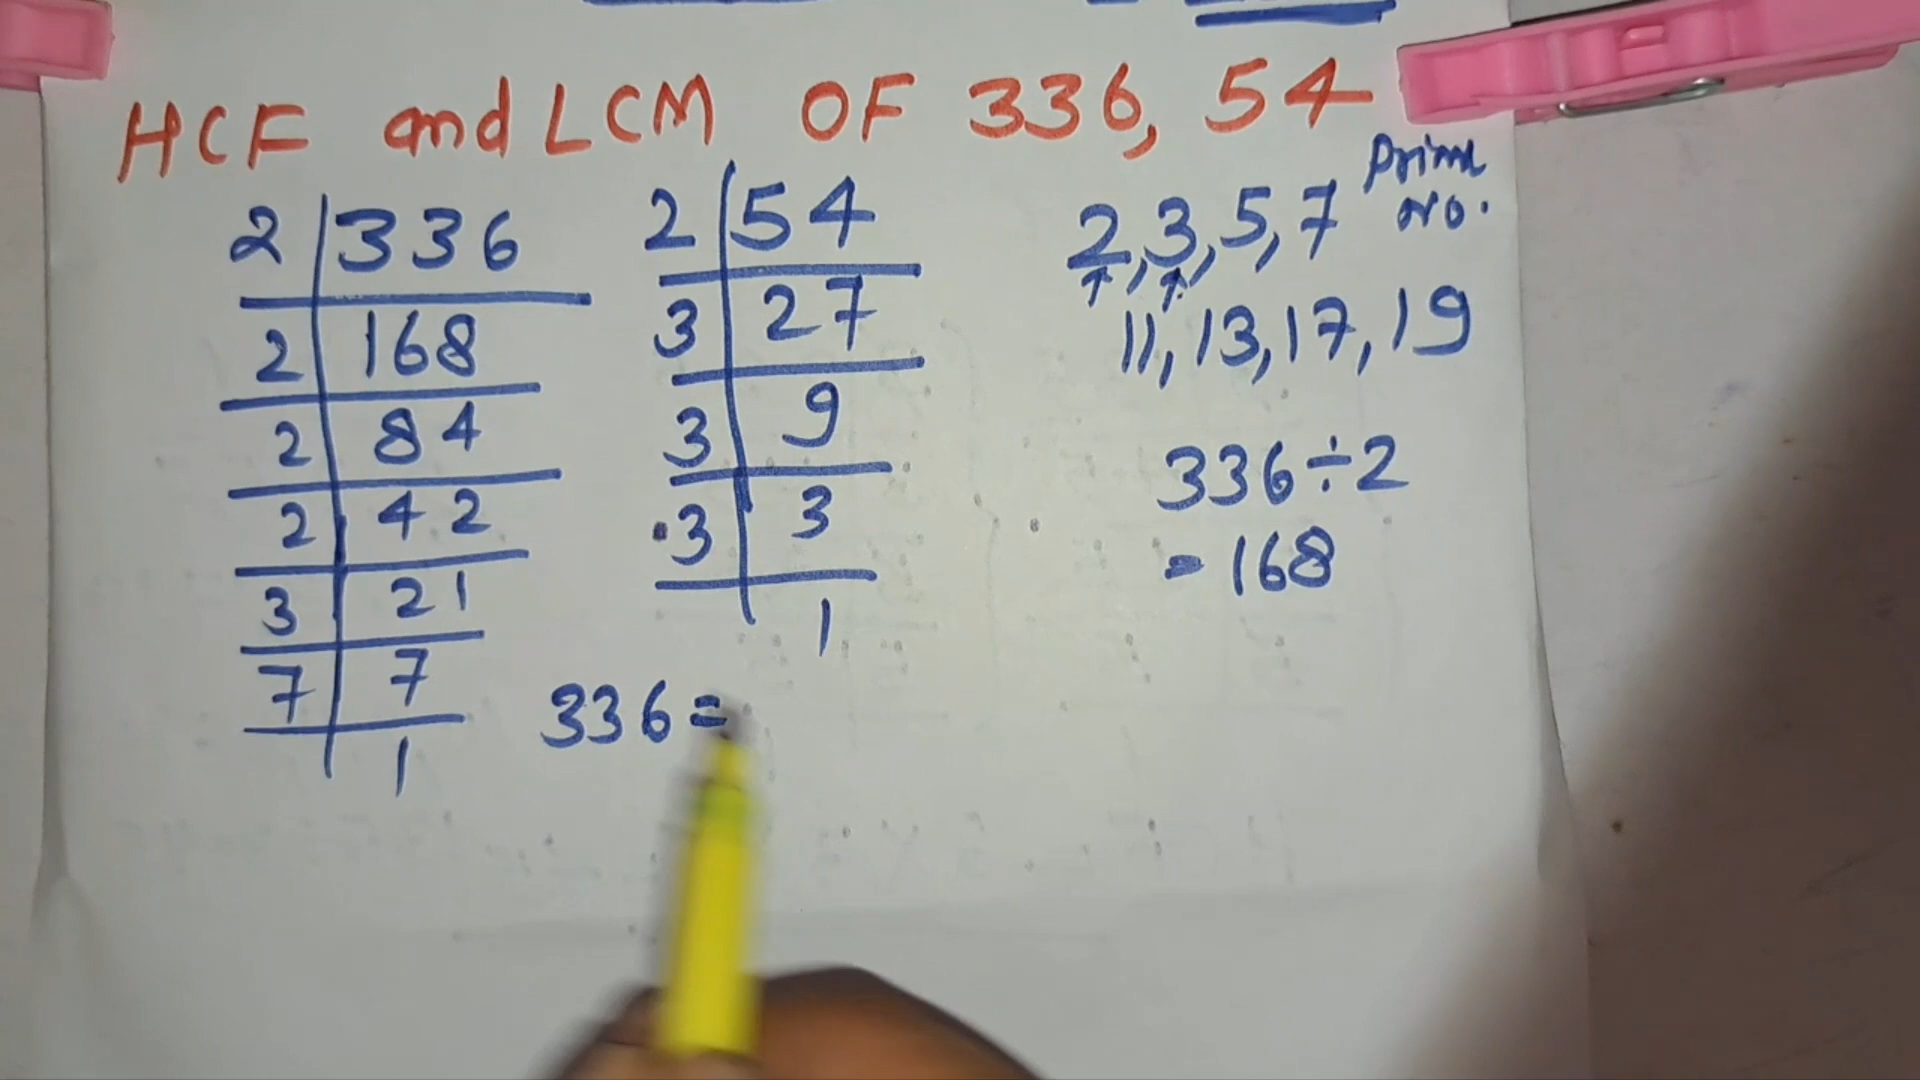 HCF and LCM OF 336, 54
2 | 336
2 | 168
2 | 84
2 | 42
3 | 21
7 | 7
1
2 | 54
3 | 27
3 | 9
3 | 3
1
2,3,5,7 Prime No.
11,13,17,19
336÷2
= 168
336=